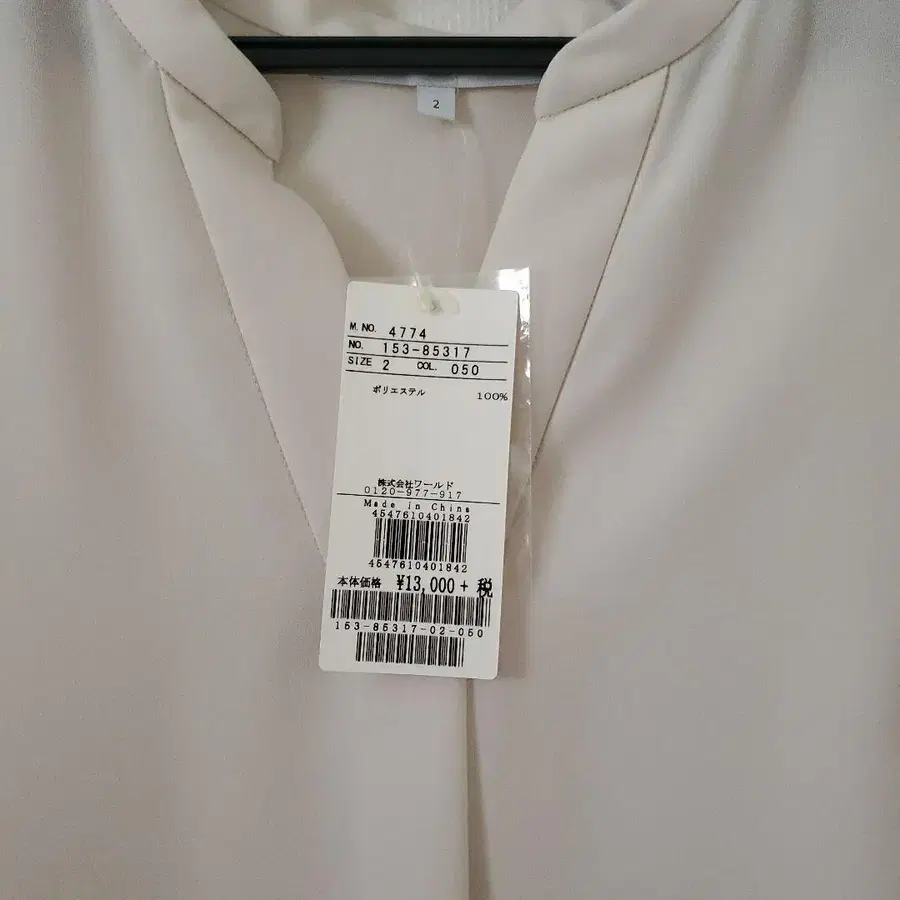 2
M. NO. 4774
NO. 153-85317
SIZE 2 COL. 050
ポリエステル 100%
株式会社ワールド
0120-977-917
Made in China
4547610401842
4547610401842
本体価格 ¥13,000 + 税
153-85317-02-050